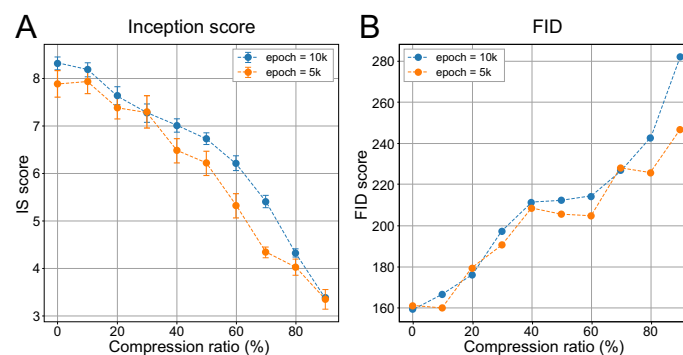 A
Inception score
epoch = 10k
epoch = 5k
8
7
6
5
4
3
IS score
0
20
40
60
80
Compression ratio (%)
B
FID
epoch = 10k
epoch = 5k
280
260
240
220
200
180
160
FID score
0
20
40
60
80
Compression ratio (%)